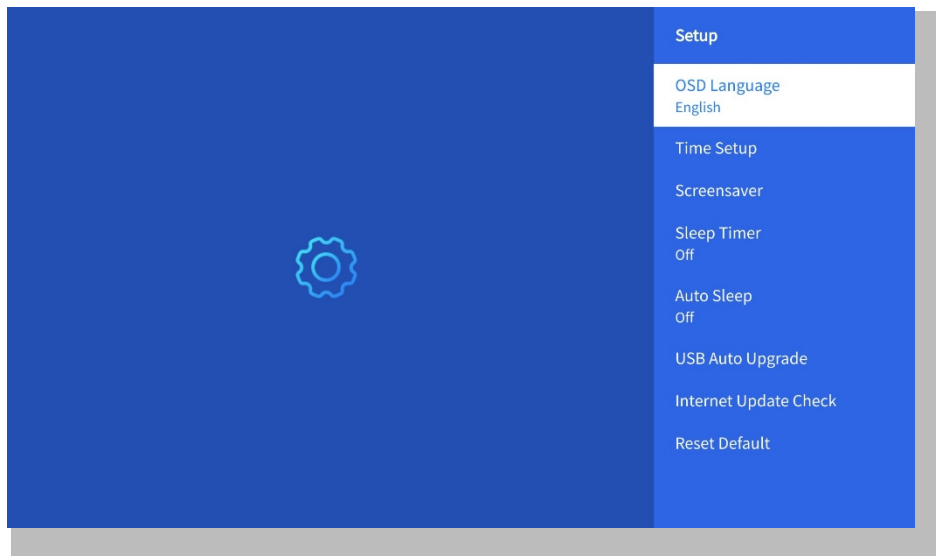 Setup
OSD Language
English
Time Setup
Screensaver
Sleep Timer
Off
Auto Sleep
Off
USB Auto Upgrade
Internet Update Check
Reset Default